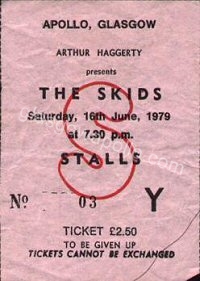 APOLLO, GLASGOW
ARTHUR HAGGERTY
presents
THE SKIDS
Saturday, 16th June, 1979
at 7.30 p.m.
STALLS
S
No 03 Y
TICKET £2.50
TO BE GIVEN UP
TICKETS CANNOT BE EXCHANGED